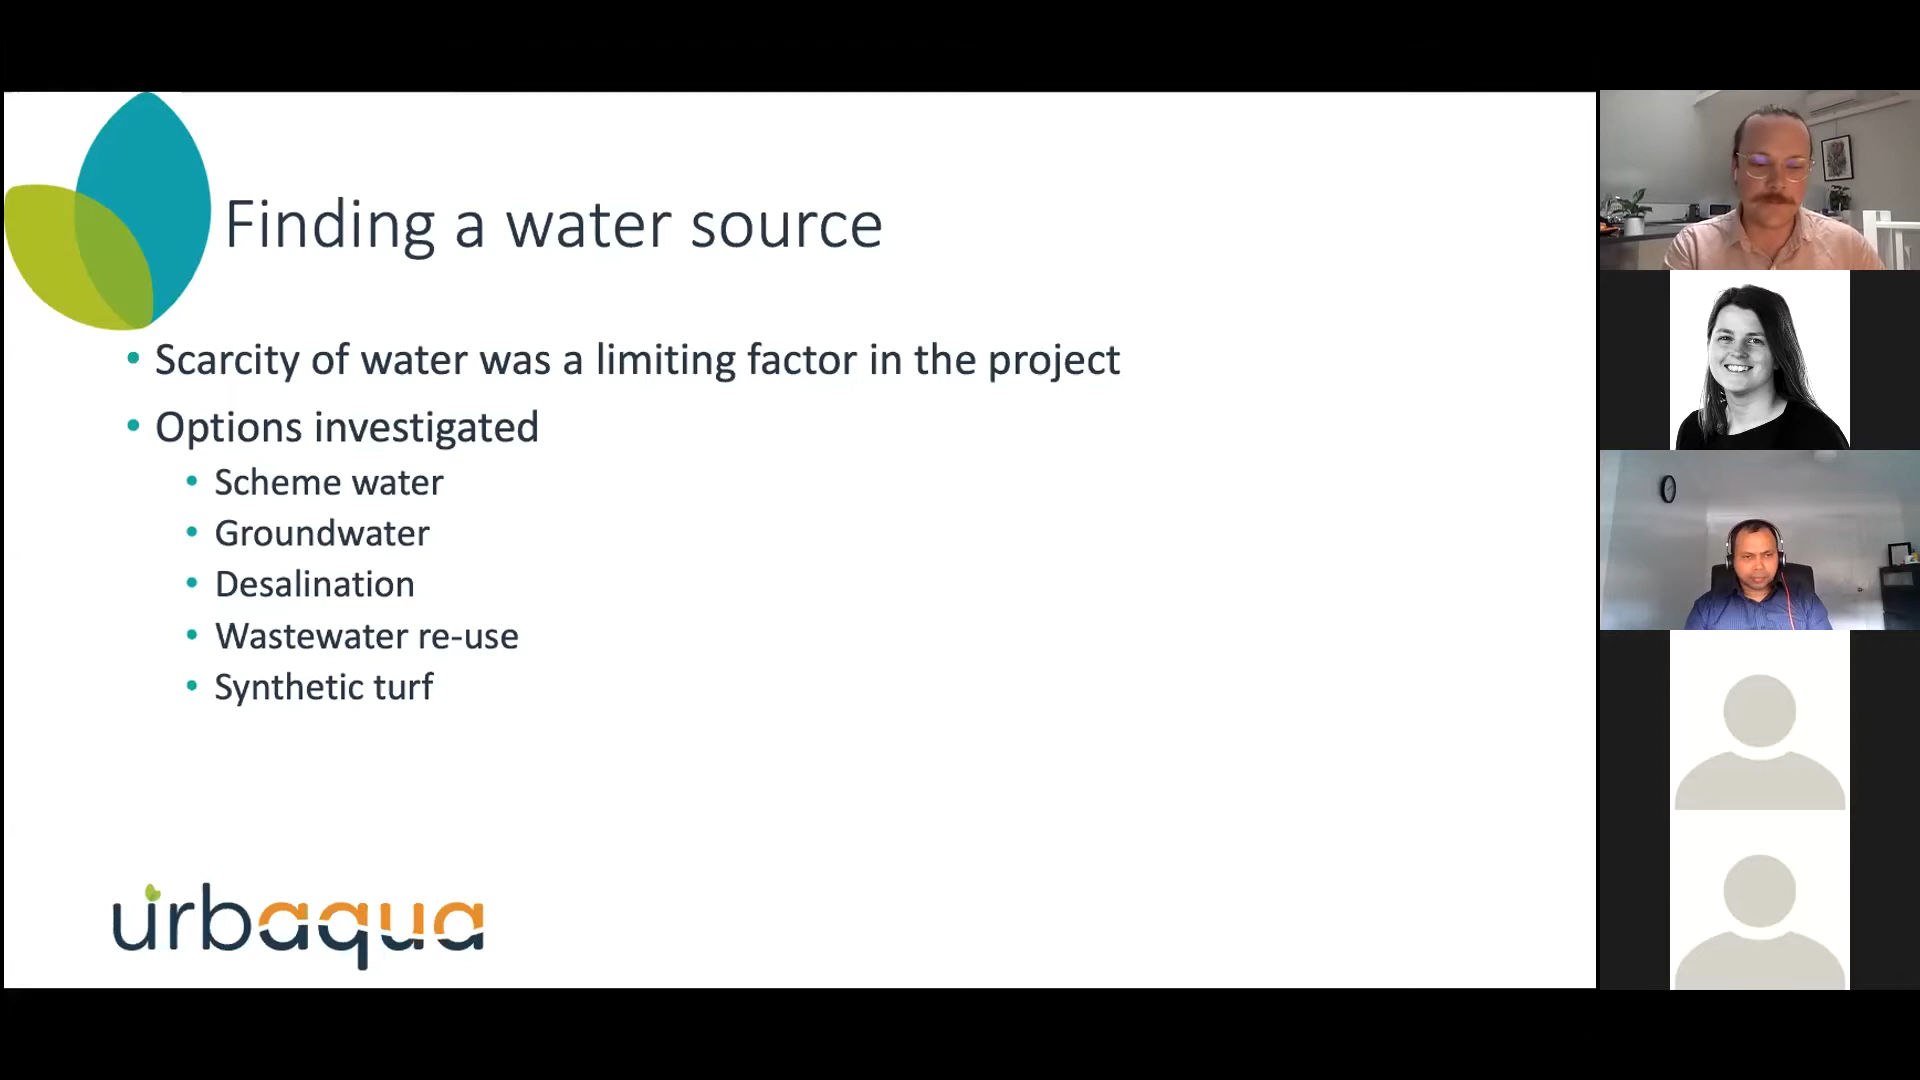 Finding a water source
• Scarcity of water was a limiting factor in the project
• Options investigated
• Scheme water
• Groundwater
• Desalination
• Wastewater re-use
• Synthetic turf
urbaqua